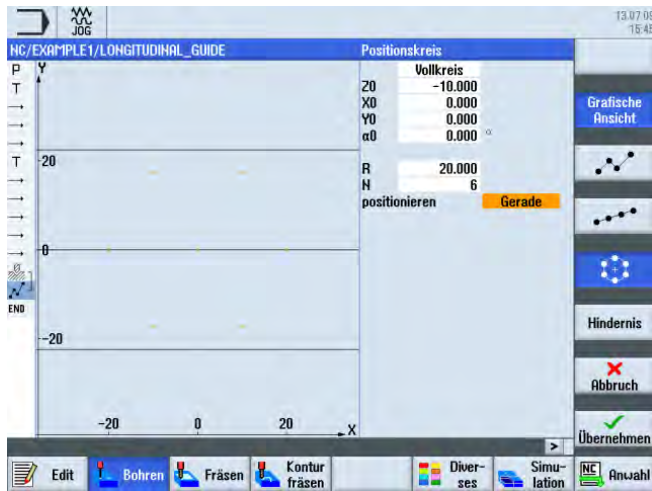 JOG
13.07.09
15:45
NC/EXAMPLE1/LONGITUDINAL_GUIDE
Positionskreis
P
T
T
END
Y
20
0
-20
-20
0
20
X
Vollkreis
Z0 -10.000
X0 0.000
Y0 0.000
α0 0.000 °
R 20.000
N 6
positionieren Gerade
Grafische
Ansicht
Hindernis
Abbruch
Übernehmen
>
Edit
Bohren
Fräsen
Kontur
fräsen
Diver-
ses
Simu-
lation
NC
Anwahl